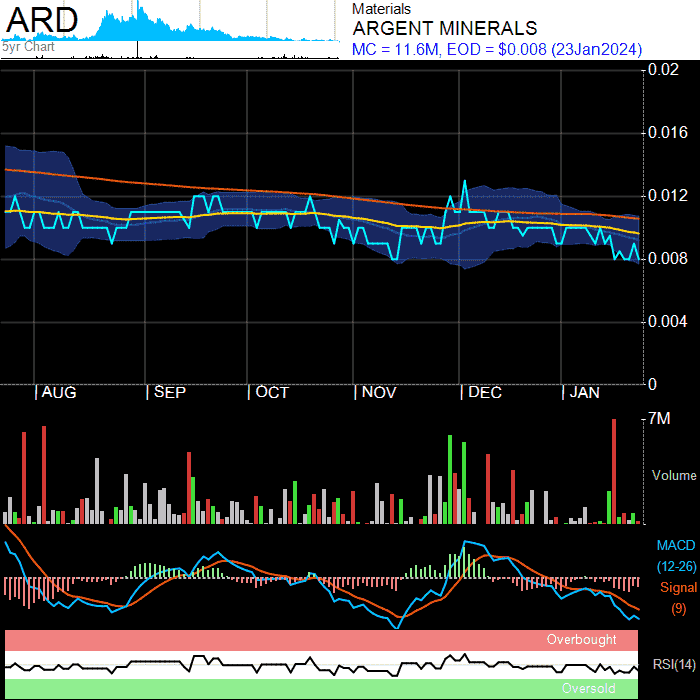 ARD
5yr Chart
Materials
ARGENT MINERALS
MC = 11.6M, EOD = $0.008 (23Jan2024)
0.02
0.016
0.012
0.008
0.004
0
AUG
SEP
OCT
NOV
DEC
JAN
7M
Volume
MACD
(12-26)
Signal
(9)
Overbought
RSI(14)
Oversold